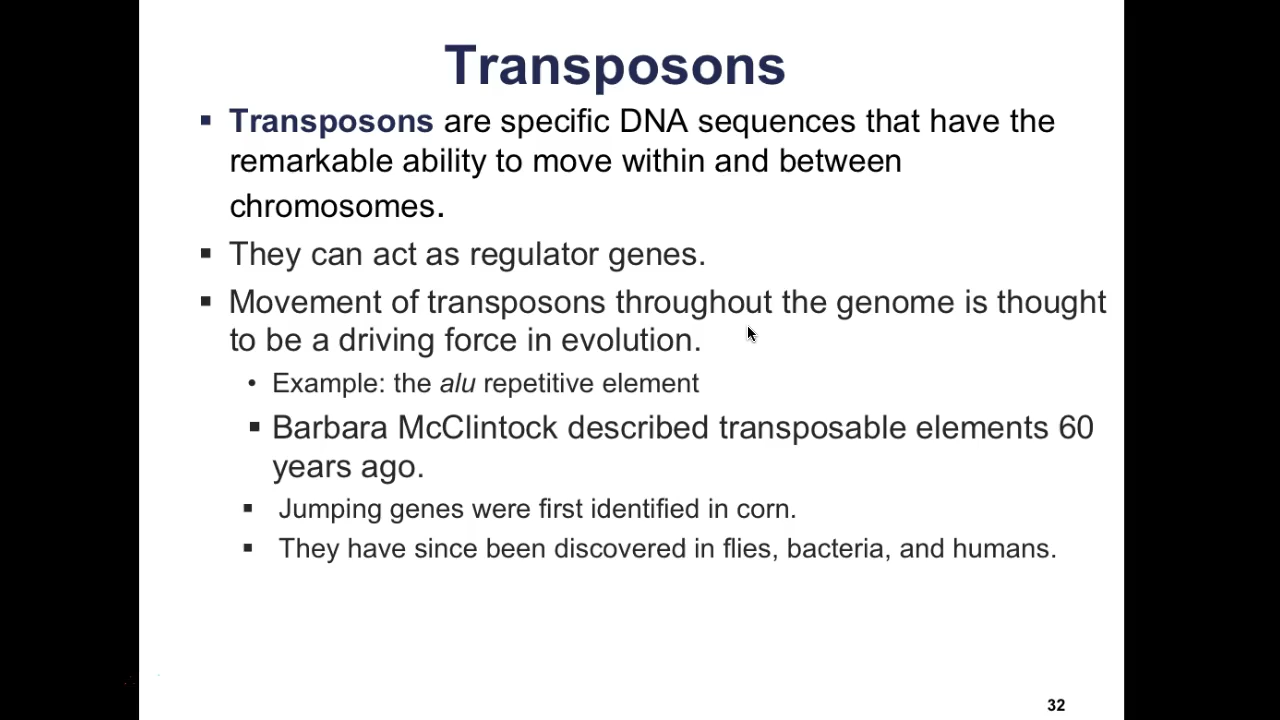 Transposons
▪ Transposons are specific DNA sequences that have the
remarkable ability to move within and between
chromosomes.
▪ They can act as regulator genes.
▪ Movement of transposons throughout the genome is thought
to be a driving force in evolution.
• Example: the alu repetitive element
▪ Barbara McClintock described transposable elements 60
years ago.
▪ Jumping genes were first identified in corn.
▪ They have since been discovered in flies, bacteria, and humans.
32